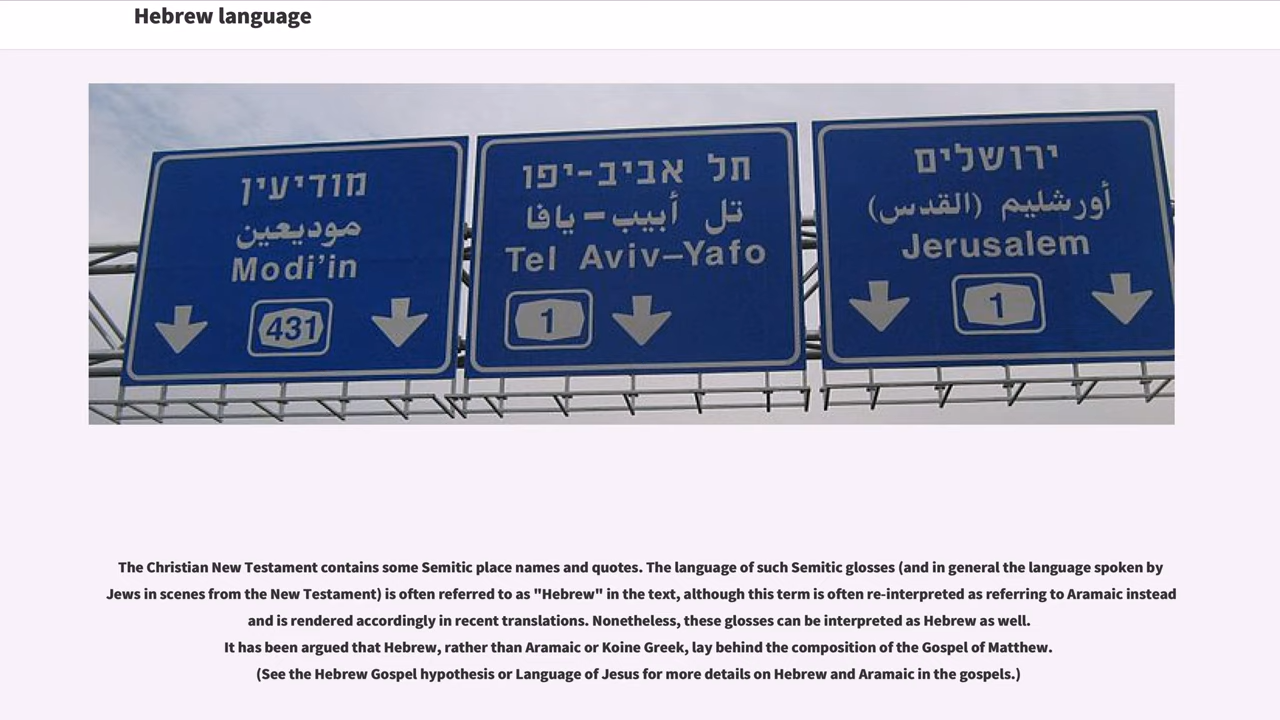 Hebrew language
מודיעין
موديعين
Modi'in
431
תל אביב-יפו
تل أبيب - يافا
Tel Aviv-Yafo
1
ירושלים
أورشليم (القدس)
Jerusalem
1
The Christian New Testament contains some Semitic place names and quotes. The language of such Semitic glosses (and in general the language spoken by
Jews in scenes from the New Testament) is often referred to as "Hebrew" in the text, although this term is often re-interpreted as referring to Aramaic instead
and is rendered accordingly in recent translations. Nonetheless, these glosses can be interpreted as Hebrew as well.
It has been argued that Hebrew, rather than Aramaic or Koine Greek, lay behind the composition of the Gospel of Matthew.
(See the Hebrew Gospel hypothesis or Language of Jesus for more details on Hebrew and Aramaic in the gospels.)